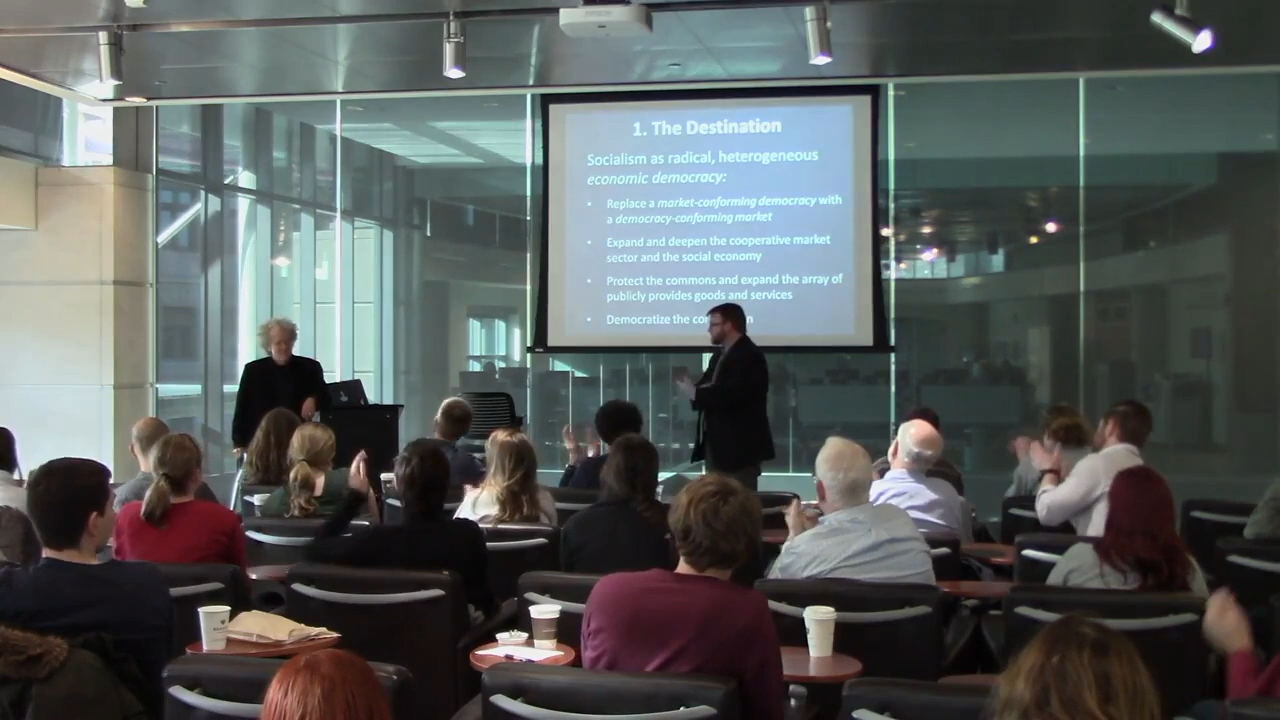 1. The Destination
Socialism as radical, heterogeneous
economic democracy:
• Replace a market-conforming democracy with
a democracy-conforming market
• Expand and deepen the cooperative market
sector and the social economy
• Protect the commons and expand the array of
publicly provides goods and services
• Democratize the